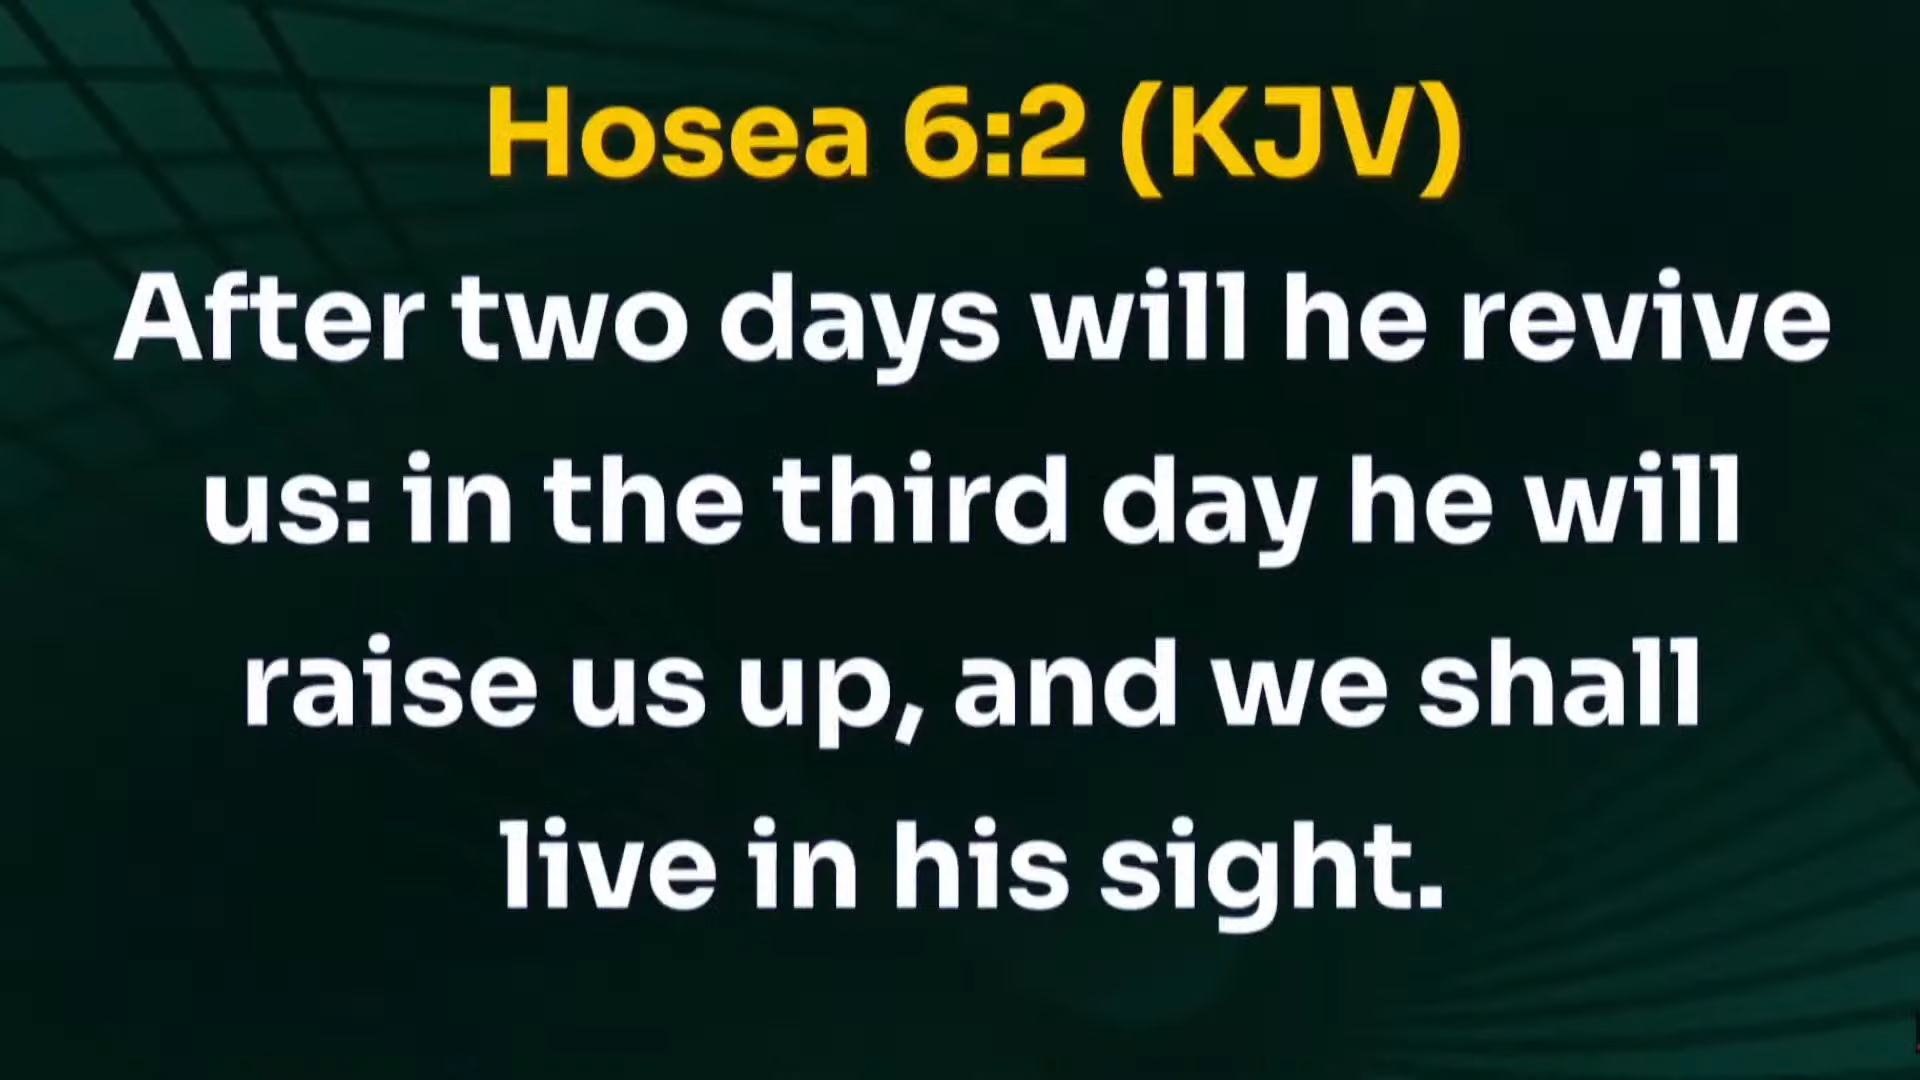 Hosea 6:2 (KJV)
After two days will he revive
us: in the third day he will
raise us up, and we shall
live in his sight.